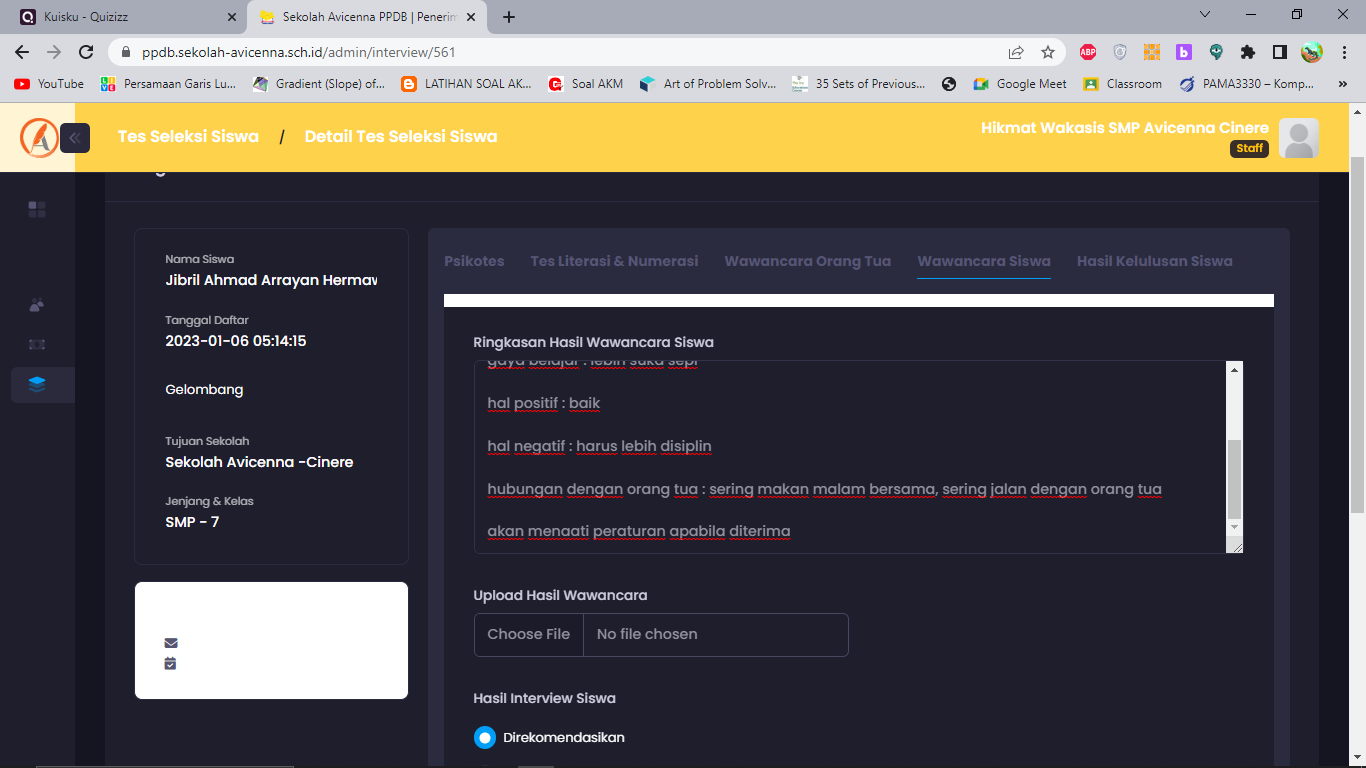 Kuisku - Quizizz
Sekolah Avicenna PPDB | Penerim
ppdb.sekolah-avicenna.sch.id/admin/interview/561
YouTube
Persamaan Garis Lu...
Gradient (Slope) of...
LATIHAN SOAL AK...
Soal AKM
Art of Problem Solv...
35 Sets of Previous...
Google Meet
Classroom
PAMA3330 – Komp...
Tes Seleksi Siswa / Detail Tes Seleksi Siswa
Hikmat Wakasis SMP Avicenna Cinere
Staff
Nama Siswa
Jibril Ahmad Arrayan Hermaw
Tanggal Daftar
2023-01-06 05:14:15
Gelombang
Tujuan Sekolah
Sekolah Avicenna -Cinere
Jenjang & Kelas
SMP - 7
Psikotes
Tes Literasi & Numerasi
Wawancara Orang Tua
Wawancara Siswa
Hasil Kelulusan Siswa
Ringkasan Hasil Wawancara Siswa
gaya belajar : lebih suka sepi
hal positif : baik
hal negatif : harus lebih disiplin
hubungan dengan orang tua : sering makan malam bersama, sering jalan dengan orang tua
akan menaati peraturan apabila diterima
Upload Hasil Wawancara
Choose File
No file chosen
Hasil Interview Siswa
Direkomendasikan